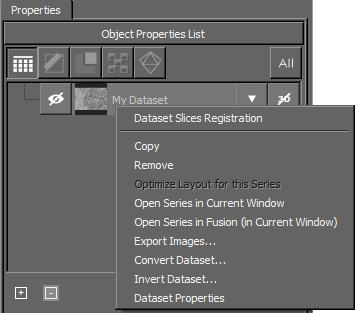 Properties
Object Properties List
All
My Dataset
3D
Dataset Slices Registration
Copy
Remove
Optimize Layout for this Series
Open Series in Current Window
Open Series in Fusion (in Current Window)
Export Images...
Convert Dataset...
Invert Dataset...
Dataset Properties